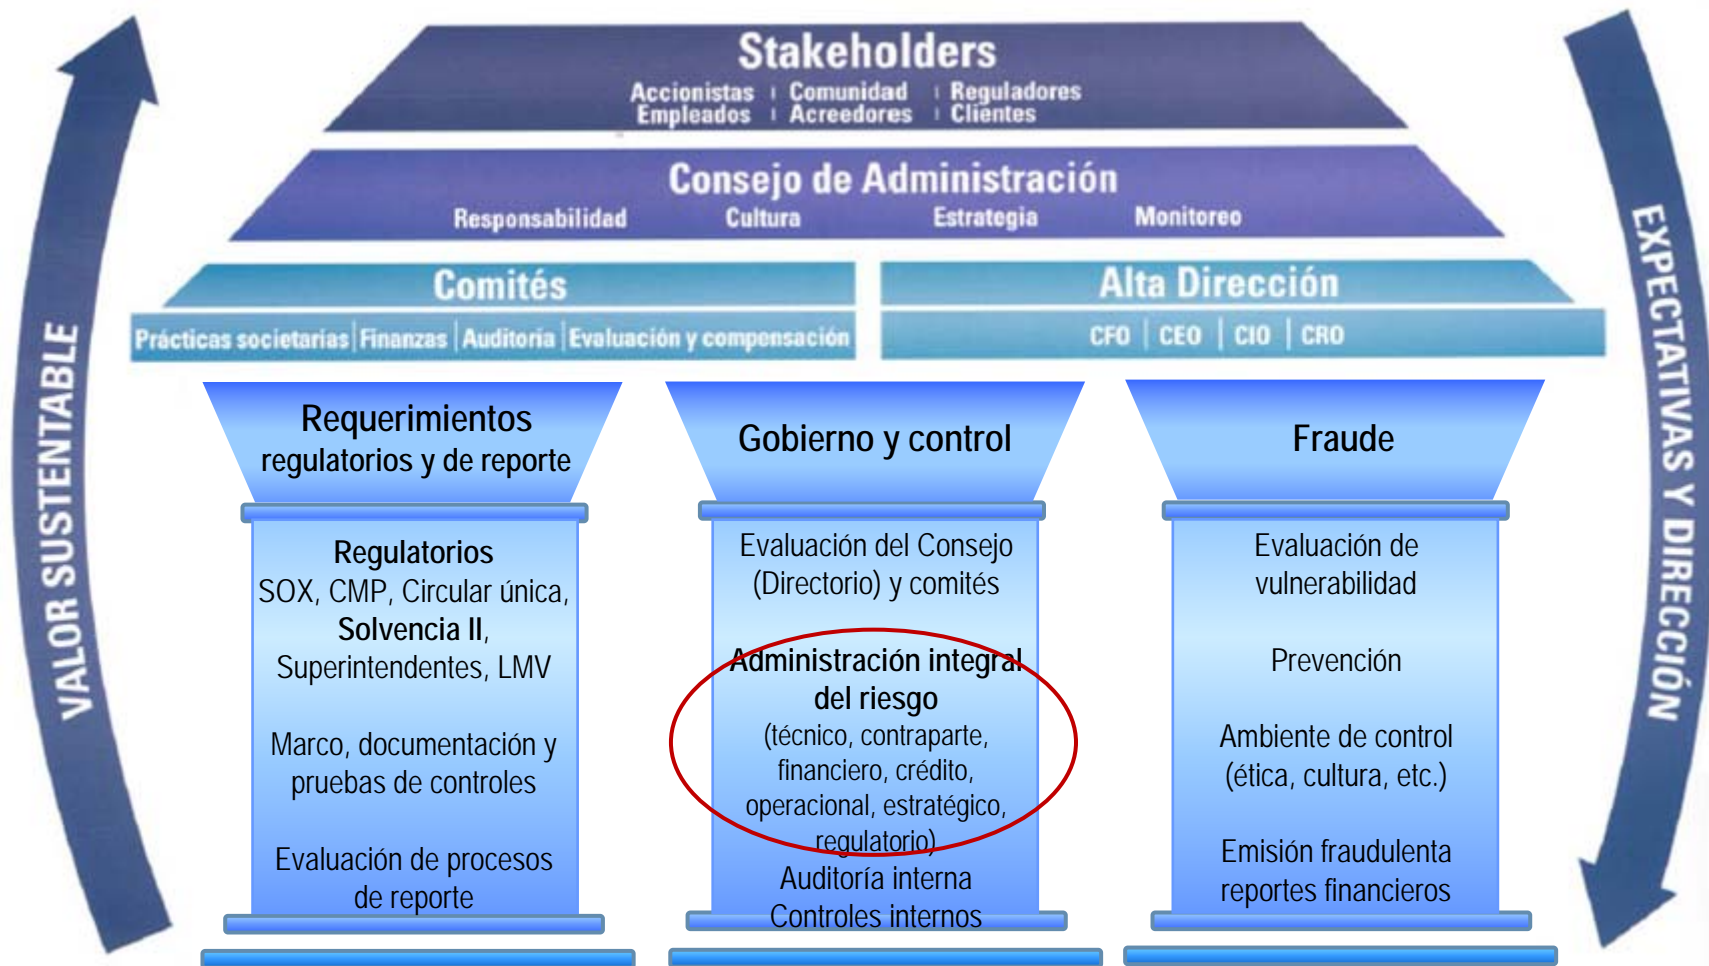 Stakeholders
Accionistas | Comunidad | Reguladores
Empleados | Acreedores | Clientes
Consejo de Administración
Responsabilidad Cultura Estrategia Monitoreo
Comités
Prácticas societarias | Finanzas | Auditoría | Evaluación y compensación
Alta Dirección
CFO | CEO | CIO | CRO
VALOR SUSTENTABLE
EXPECTATIVAS Y DIRECCIÓN
Requerimientos
regulatorios y de reporte
Regulatorios
SOX, CMP, Circular única,
Solvencia II,
Superintendentes, LMV
Marco, documentación y
pruebas de controles
Evaluación de procesos
de reporte
Gobierno y control
Evaluación del Consejo
(Directorio) y comités
Administración integral
del riesgo
(técnico, contraparte,
financiero, crédito,
operacional, estratégico,
regulatorio)
Auditoría interna
Controles internos
Fraude
Evaluación de
vulnerabilidad
Prevención
Ambiente de control
(ética, cultura, etc.)
Emisión fraudulenta
reportes financieros